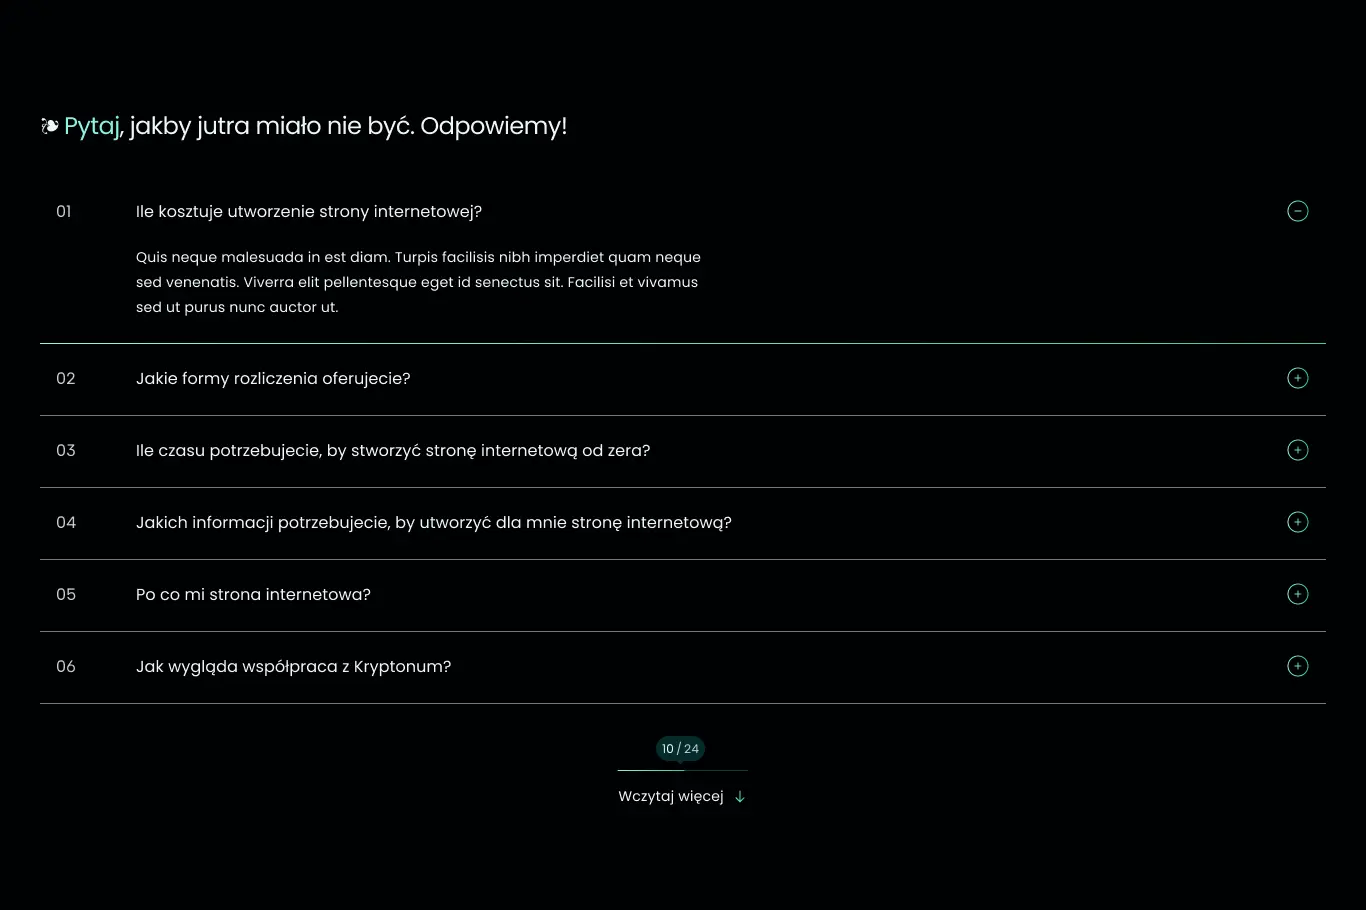 ❧ Pytaj, jakby jutra miało nie być. Odpowiemy!
01 Ile kosztuje utworzenie strony internetowej?
Quis neque malesuada in est diam. Turpis facilisis nibh imperdiet quam neque
sed venenatis. Viverra elit pellentesque eget id senectus sit. Facilisi et vivamus
sed ut purus nunc auctor ut.
02 Jakie formy rozliczenia oferujecie?
03 Ile czasu potrzebujecie, by stworzyć stronę internetową od zera?
04 Jakich informacji potrzebujecie, by utworzyć dla mnie stronę internetową?
05 Po co mi strona internetowa?
06 Jak wygląda współpraca z Kryptonum?
10 / 24
Wczytaj więcej ↓